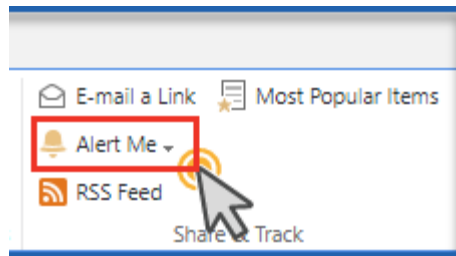 E-mail a Link Most Popular Items
Alert Me
RSS Feed
Share & Track